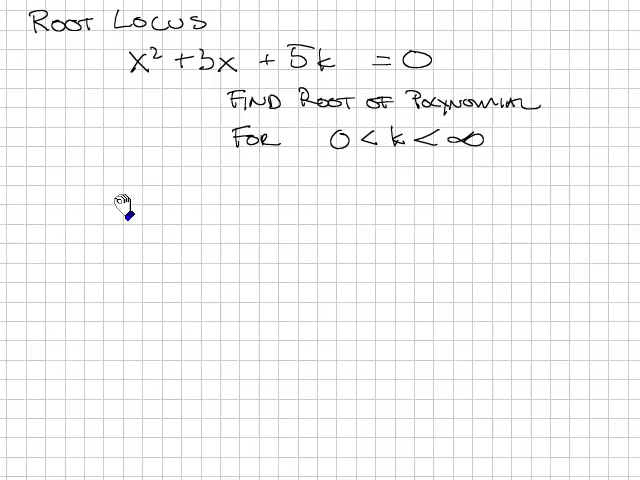 ROOT LOCUS
x² + 3x + 5k = 0
FIND ROOT OF POLYNOMIAL
FOR 0 < k < ∞